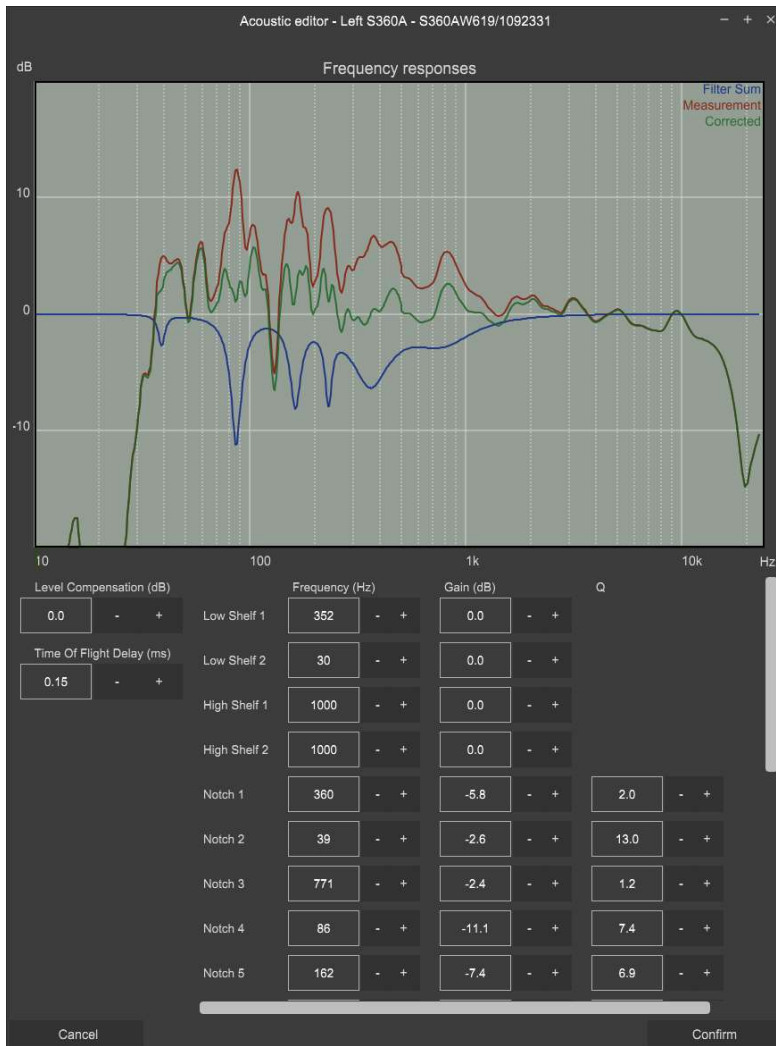 Acoustic editor - Left S360A - S360AW619/1092331 - + ×
dB Frequency responses
Filter Sum
Measurement
Corrected
10
0
-10
10 100 1k 10k Hz
Level Compensation (dB) Frequency (Hz) Gain (dB) Q
0.0 - + Low Shelf 1 352 - + 0.0 - +
Time Of Flight Delay (ms) Low Shelf 2 30 - + 0.0 - +
0.15 - +
High Shelf 1 1000 - + 0.0 - +
High Shelf 2 1000 - + 0.0 - +
Notch 1 360 - + -5.8 - + 2.0 - +
Notch 2 39 - + -2.6 - + 13.0 - +
Notch 3 771 - + -2.4 - + 1.2 - +
Notch 4 86 - + -11.1 - + 7.4 - +
Notch 5 162 - + -7.4 - + 6.9 - +
Cancel Confirm